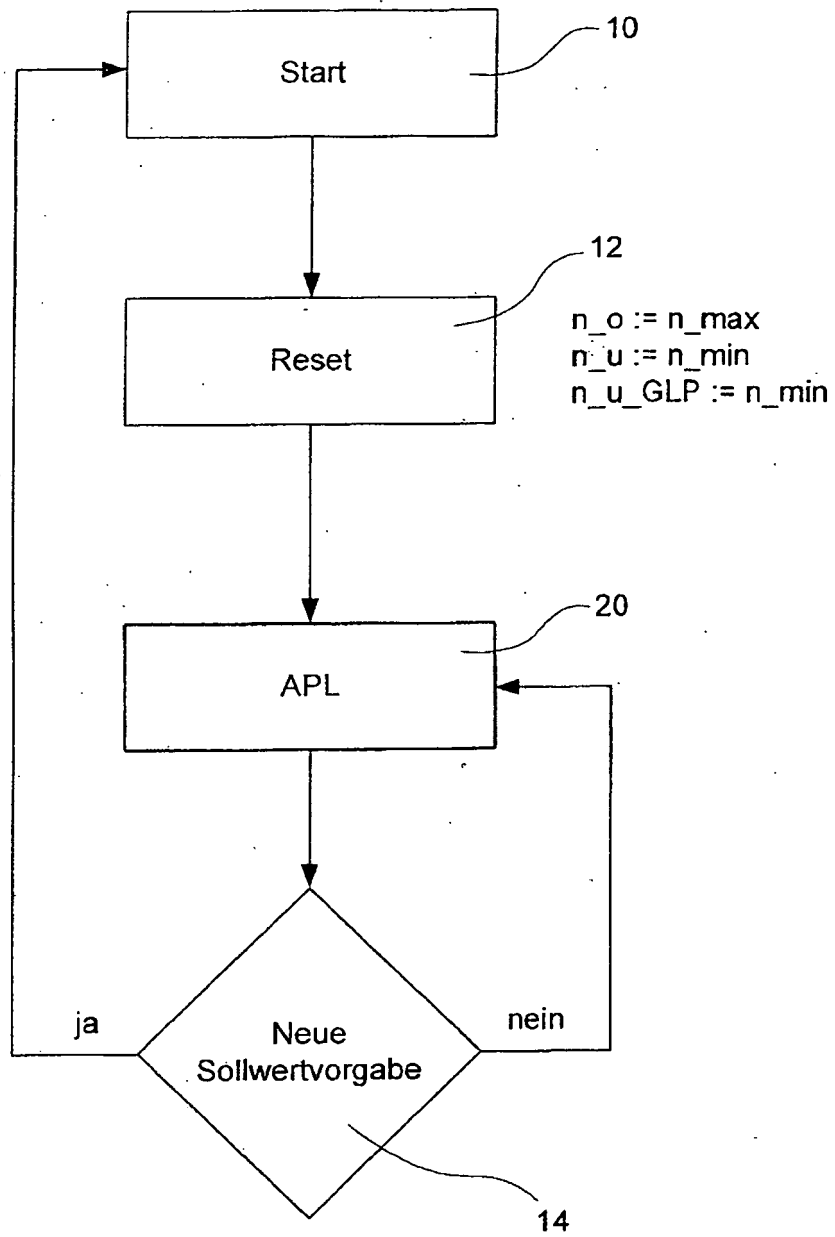 10
Start
12
n_o := n_max
n_u := n_min
n_u_GLP := n_min
Reset
20
APL
ja
nein
Neue
Sollwertvorgabe
14